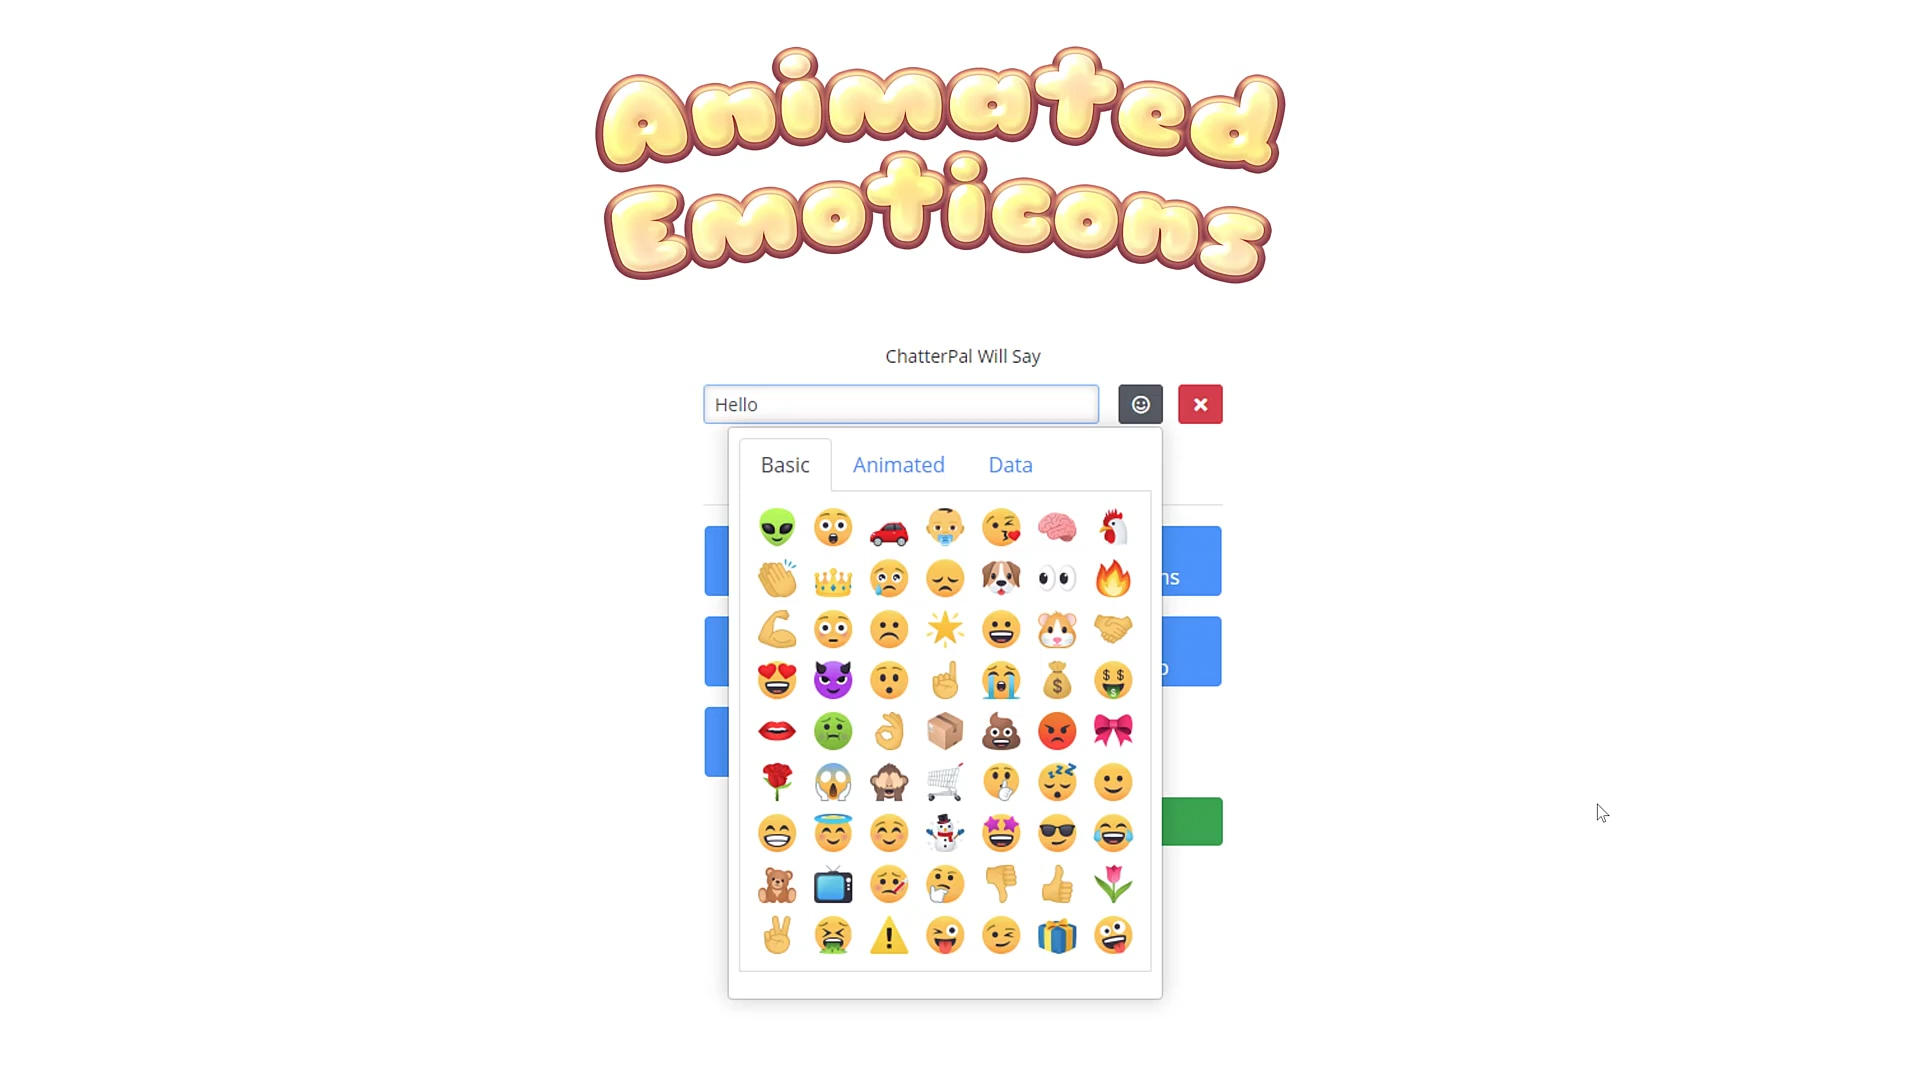 Animated
Emoticons
ChatterPal Will Say
Hello
Basic Animated Data